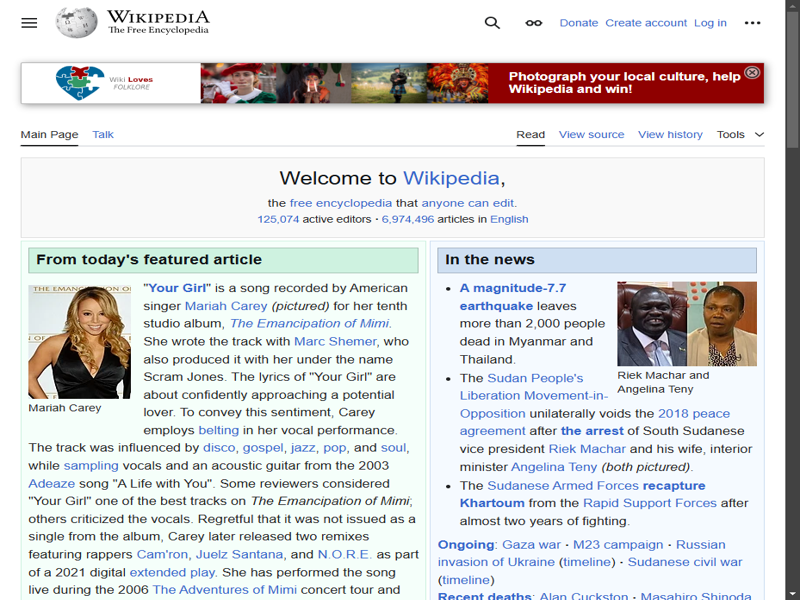 WIKIPEDIA
The Free Encyclopedia
Donate Create account Log in
Wiki Loves
FOLKLORE
Photograph your local culture, help
Wikipedia and win!
Main Page Talk
Read View source View history Tools
Welcome to Wikipedia,
the free encyclopedia that anyone can edit.
125,074 active editors · 6,974,496 articles in English
From today's featured article
THE EMANCIPATION OF
Mariah Carey
"Your Girl" is a song recorded by American
singer Mariah Carey (pictured) for her tenth
studio album, The Emancipation of Mimi.
She wrote the track with Marc Shemer, who
also produced it with her under the name
Scram Jones. The lyrics of "Your Girl" are
about confidently approaching a potential
lover. To convey this sentiment, Carey
employs belting in her vocal performance.
The track was influenced by disco, gospel, jazz, pop, and soul,
while sampling vocals and an acoustic guitar from the 2003
Adeaze song "A Life with You". Some reviewers considered
"Your Girl" one of the best tracks on The Emancipation of Mimi;
others criticized the vocals. Regretful that it was not issued as a
single from the album, Carey later released two remixes
featuring rappers Cam'ron, Juelz Santana, and N.O.R.E. as part
of a 2021 digital extended play. She has performed the song
live during the 2006 The Adventures of Mimi concert tour and
In the news
A magnitude-7.7
earthquake leaves
more than 2,000 people
dead in Myanmar and
Thailand.
Riek Machar and
Angelina Teny
The Sudan People's
Liberation Movement-in-
Opposition unilaterally voids the 2018 peace
agreement after the arrest of South Sudanese
vice president Riek Machar and his wife, interior
minister Angelina Teny (both pictured).
The Sudanese Armed Forces recapture
Khartoum from the Rapid Support Forces after
almost two years of fighting.
Ongoing: Gaza war · M23 campaign · Russian
invasion of Ukraine (timeline) · Sudanese civil war
(timeline)
Recent deaths: Alan Cuckston · Masahiro Shinoda